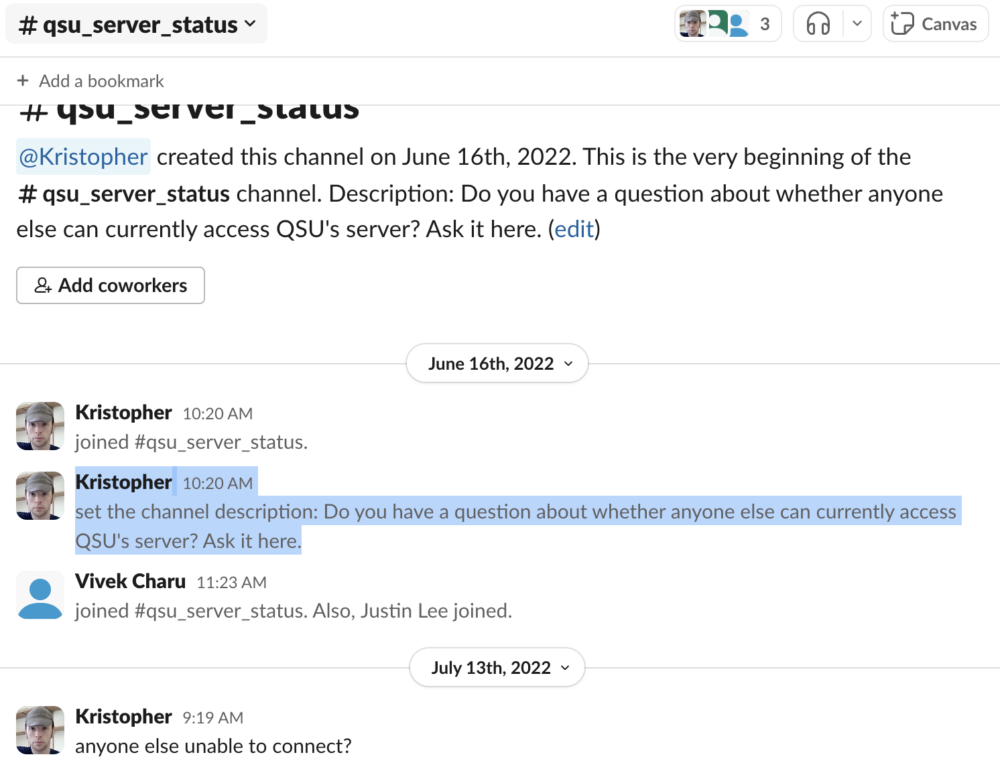 # qsu_server_status
3
Canvas
+ Add a bookmark
# qsu_server_status
@Kristopher created this channel on June 16th, 2022. This is the very beginning of the
# qsu_server_status channel. Description: Do you have a question about whether anyone
else can currently access QSU's server? Ask it here. (edit)
Add coworkers
June 16th, 2022
Kristopher 10:20 AM
joined #qsu_server_status.
Kristopher 10:20 AM
set the channel description: Do you have a question about whether anyone else can currently access
QSU's server? Ask it here.
Vivek Charu 11:23 AM
joined #qsu_server_status. Also, Justin Lee joined.
July 13th, 2022
Kristopher 9:19 AM
anyone else unable to connect?